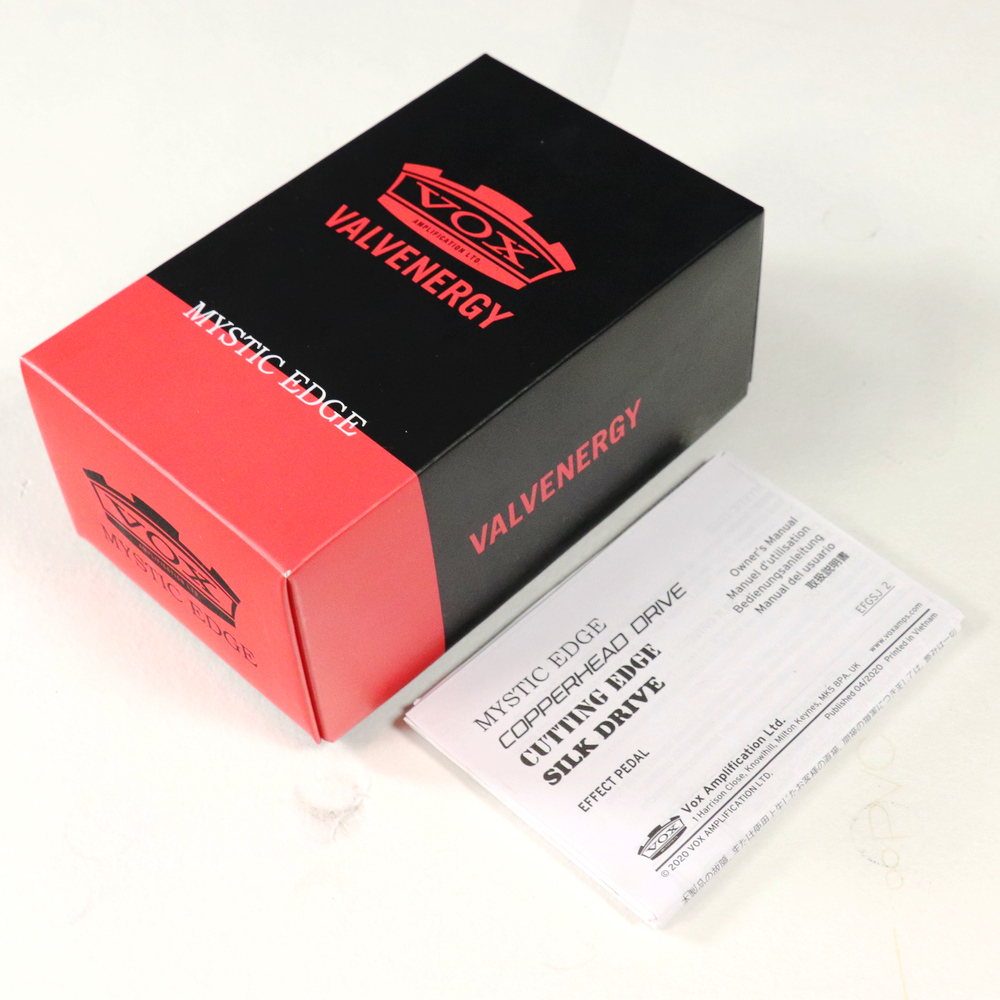 VOX
AMPLIFICATION LTD.
VALVENERGY
MYSTIC EDGE
VOX
MYSTIC EDGE
VALVENERGY
Owner's Manual
Manuel d'utilisation
Bedienungsanleitung
Manual del usuario
取扱説明書
EFGSJ 2
MYSTIC EDGE
COPPERHEAD DRIVE
CUTTING EDGE
SILK DRIVE
EFFECT PEDAL
VOX
Vox Amplification Ltd.
1 Harrison Close, Knowlhill, Milton Keynes, MK5 8PA. UK
www.voxamps.com
© 2020 VOX AMPLIFICATION LTD.
Published 04/2020
Printed in Vietnam